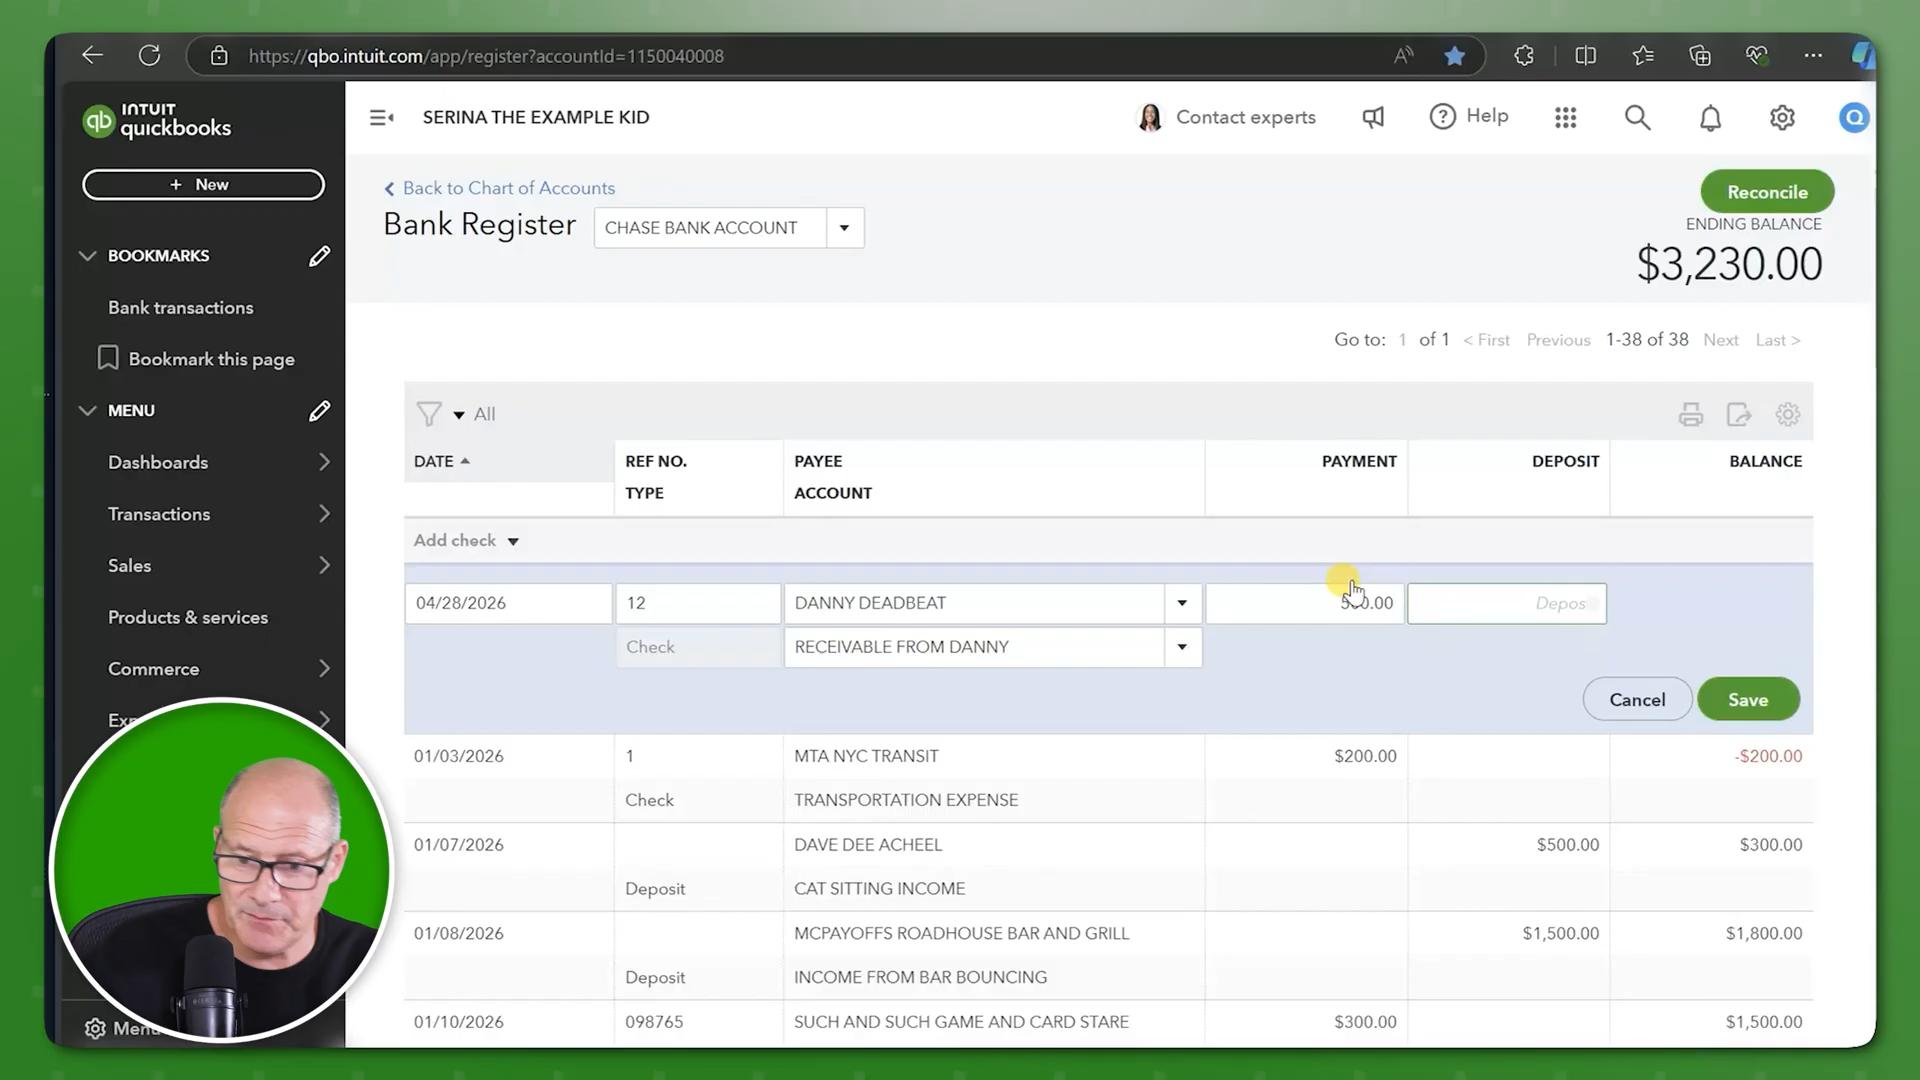 https://qbo.intuit.com/app/register?accountId=1150040008
INTUIT
quickbooks
SERINA THE EXAMPLE KID
Contact experts
Help
+ New
Back to Chart of Accounts
Bank Register
CHASE BANK ACCOUNT
Reconcile
ENDING BALANCE
$3,230.00
BOOKMARKS
Bank transactions
Bookmark this page
MENU
Dashboards
Transactions
Sales
Products & services
Commerce
Go to: 1 of 1 < First Previous 1-38 of 38 Next Last >
All
DATE REF NO. PAYEE PAYMENT DEPOSIT BALANCE
TYPE ACCOUNT
Add check
04/28/2026 12 DANNY DEADBEAT
Check RECEIVABLE FROM DANNY
Cancel Save
01/03/2026 1 MTA NYC TRANSIT $200.00 -$200.00
Check TRANSPORTATION EXPENSE
01/07/2026 DAVE DEE ACHEEL $500.00 $300.00
Deposit CAT SITTING INCOME
01/08/2026 MCPAYOFFS ROADHOUSE BAR AND GRILL $1,500.00 $1,800.00
Deposit INCOME FROM BAR BOUNCING
01/10/2026 098765 SUCH AND SUCH GAME AND CARD STARE $300.00 $1,500.00